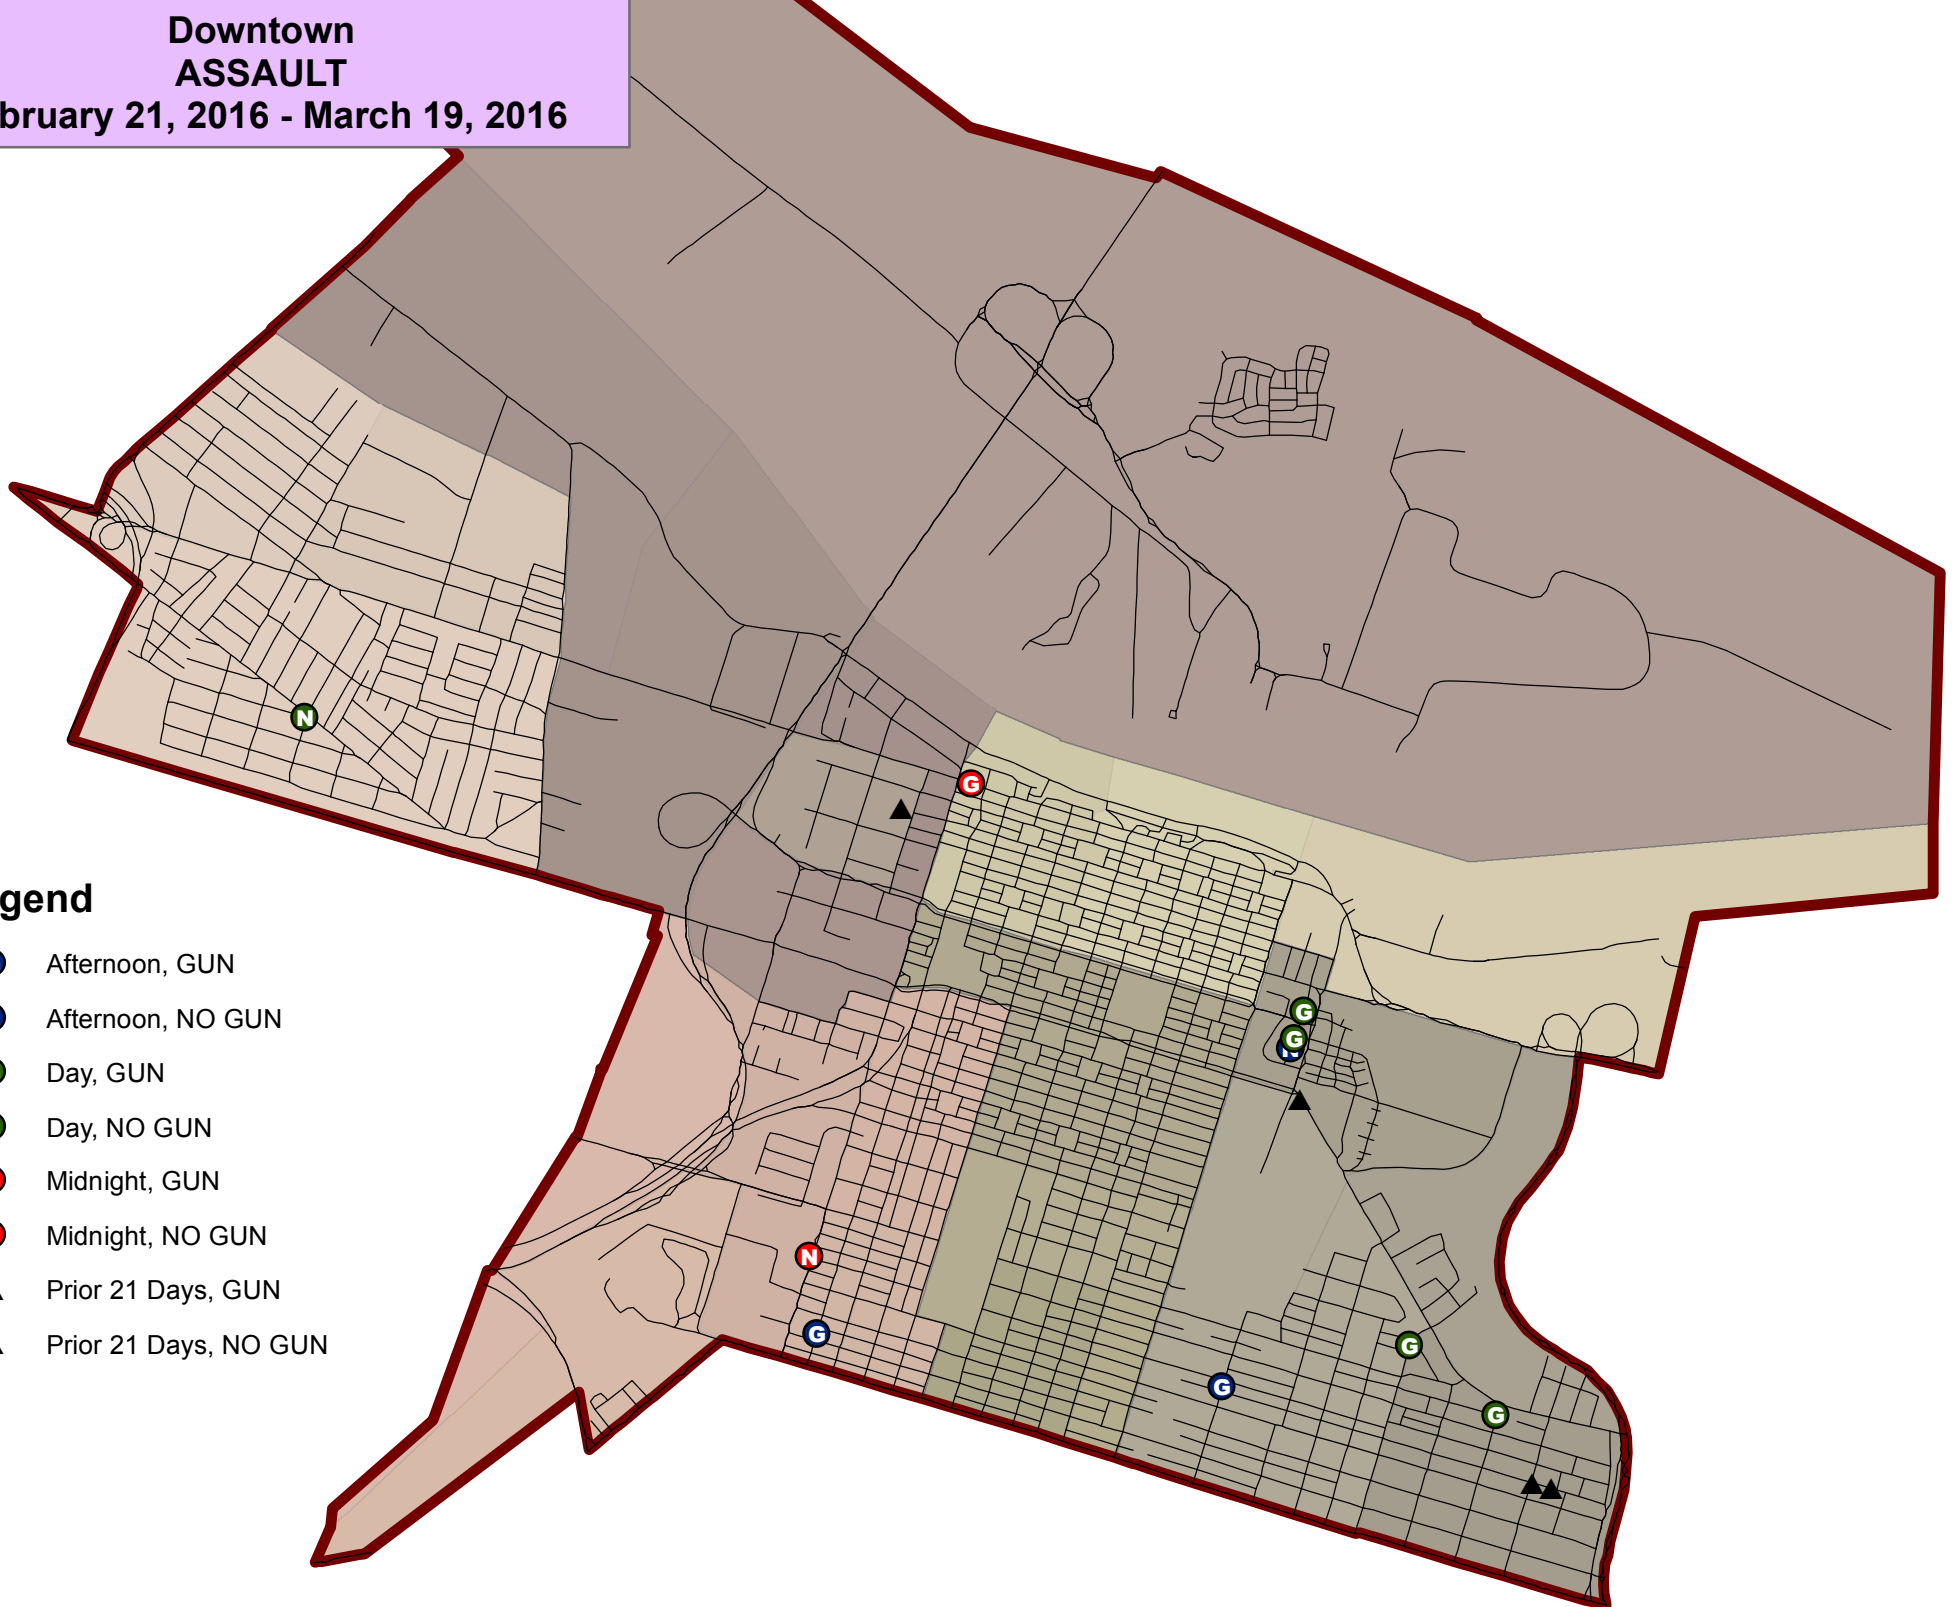 Downtown
ASSAULT
bruary 21, 2016 - March 19, 2016
G
N
G
G
N
N
G
G
G
G
gend
Afternoon, GUN
Afternoon, NO GUN
Day, GUN
Day, NO GUN
Midnight, GUN
Midnight, NO GUN
Prior 21 Days, GUN
Prior 21 Days, NO GUN